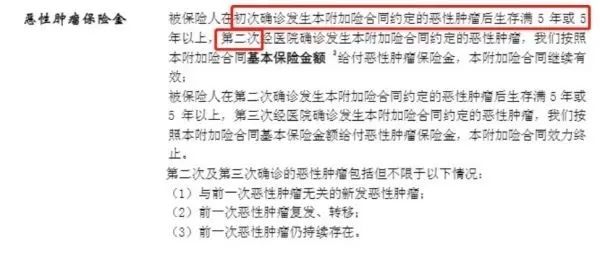 恶性肿瘤保险金
被保险人在初次确诊发生本附加险合同约定的恶性肿瘤后生存满 5 年或 5
年以上，第二次经医院确诊发生本附加险合同约定的恶性肿瘤，我们按照
本附加险合同基本保险金额³给付恶性肿瘤保险金，本附加险合同继续有
效；
被保险人在第二次确诊发生本附加险合同约定的恶性肿瘤后生存满 5 年或
5 年以上，第三次经医院确诊发生本附加险合同约定的恶性肿瘤，我们按
照本附加险合同基本保险金额给付恶性肿瘤保险金，本附加险合同效力终
止。
第二次及第三次确诊的恶性肿瘤包括但不限于以下情况：
（1）与前一次恶性肿瘤无关的新发恶性肿瘤；
（2）前一次恶性肿瘤复发、转移；
（3）前一次恶性肿瘤仍持续存在。